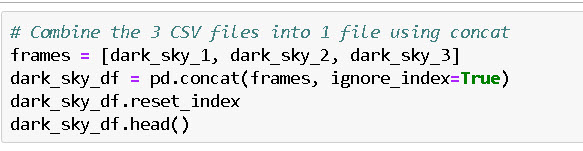 # Combine the 3 CSV files into 1 file using concat
frames = [dark_sky_1, dark_sky_2, dark_sky_3]
dark_sky_df = pd.concat(frames, ignore_index=True)
dark_sky_df.reset_index
dark_sky_df.head()